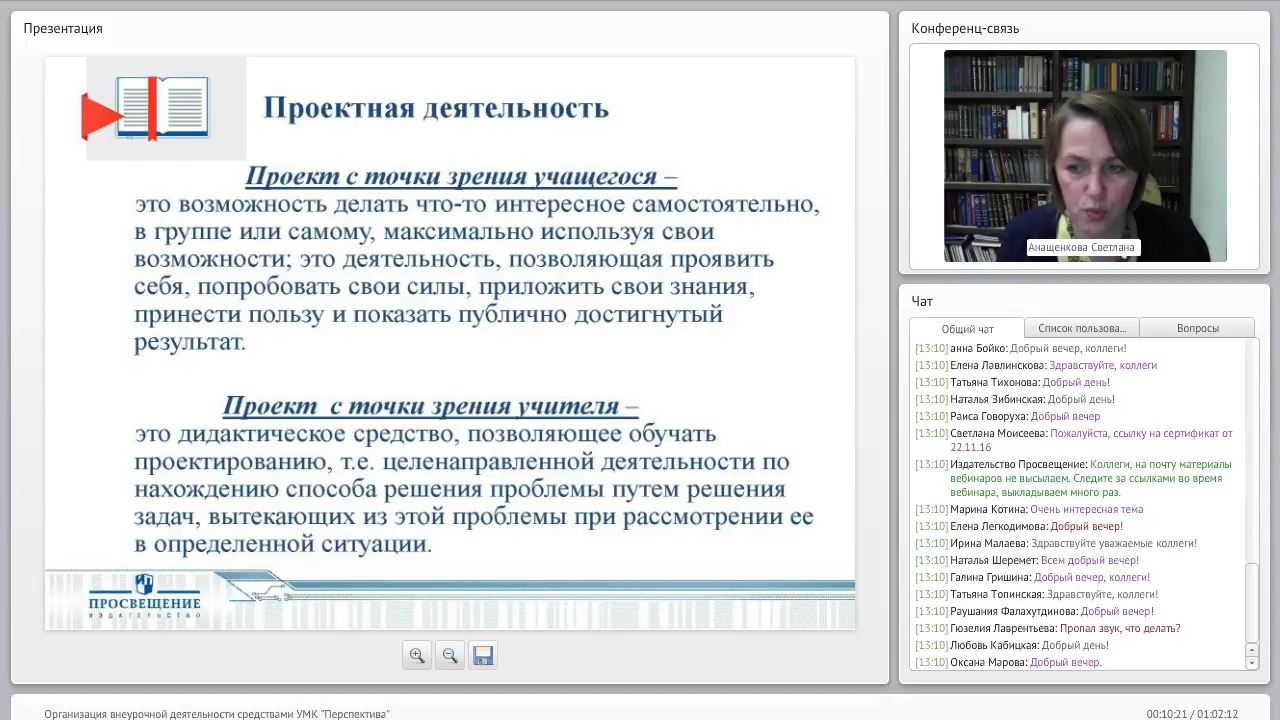 Презентация
Проектная деятельность
Проект с точки зрения учащегося –
это возможность делать что-то интересное самостоятельно,
в группе или самому, максимально используя свои
возможности; это деятельность, позволяющая проявить
себя, попробовать свои силы, приложить свои знания,
принести пользу и показать публично достигнутый
результат.
Проект с точки зрения учителя –
это дидактическое средство, позволяющее обучать
проектированию, т.е. целенаправленной деятельности по
нахождению способа решения проблемы путем решения
задач, вытекающих из этой проблемы при рассмотрении ее
в определенной ситуации.
ПРОСВЕЩЕНИЕ
ИЗДАТЕЛЬСТВО
Конференц-связь
Анащенкова Светлана
Чат
Общий чат
Список пользова...
Вопросы
[13:10] анна Бойко: Добрый вечер, коллеги!
[13:10] Елена Лавлинскова: Здравствуйте, коллеги
[13:10] Татьяна Тихонова: Добрый день!
[13:10] Наталья Зибинская: Добрый день!
[13:10] Раиса Говоруха: Добрый вечер
[13:10] Светлана Моисеева: Пожалуйста, ссылку на сертификат от
22.11.16
[13:10] Издательство Просвещение: Коллеги, на почту материалы
вебинаров не высылаем. Следите за ссылками во время
вебинара, выкладываем много раз.
[13:10] Марина Котина: Очень интересная тема
[13:10] Елена Легкодимова: Добрый вечер!
[13:10] Ирина Малаева: Здравствуйте уважаемые коллеги!
[13:10] Наталья Шеремет: Всем добрый вечер!
[13:10] Галина Гришина: Добрый вечер, коллеги!
[13:10] Татьяна Топинская: Здравствуйте, коллеги!
[13:10] Раушания Фалахутдинова: Добрый вечер!
[13:10] Гюзелия Лаврентьева: Пропал звук, что делать?
[13:10] Любовь Кабицкая: Добрый день!
[13:10] Оксана Марова: Добрый вечер.
Организация внеурочной деятельности средствами УМК "Перспектива"
00:10:21 / 01:02:12